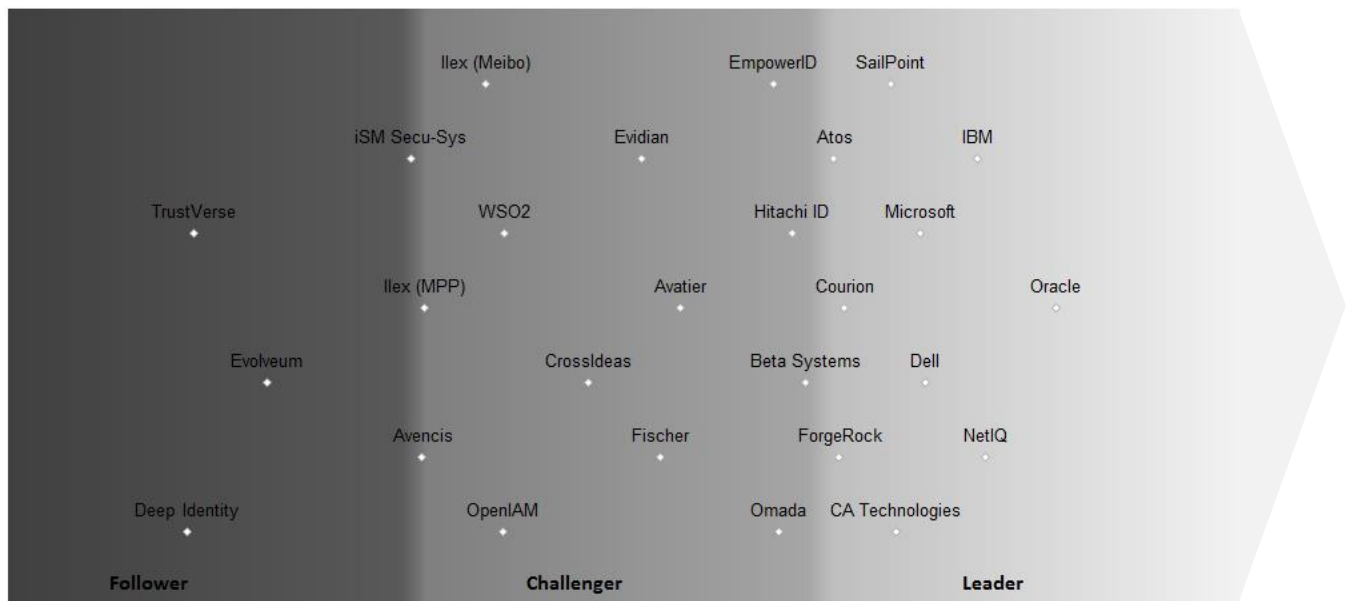 Ilex (Meibo) EmpowerID SailPoint
iSM Secu-Sys Evidian Atos IBM
TrustVerse WSO2 Hitachi ID Microsoft
Ilex (MPP) Avatier Courion Oracle
Evolveum CrossIdeas Beta Systems Dell
Avencis Fischer ForgeRock NetIQ
Deep Identity OpenIAM Omada CA Technologies
Follower Challenger Leader